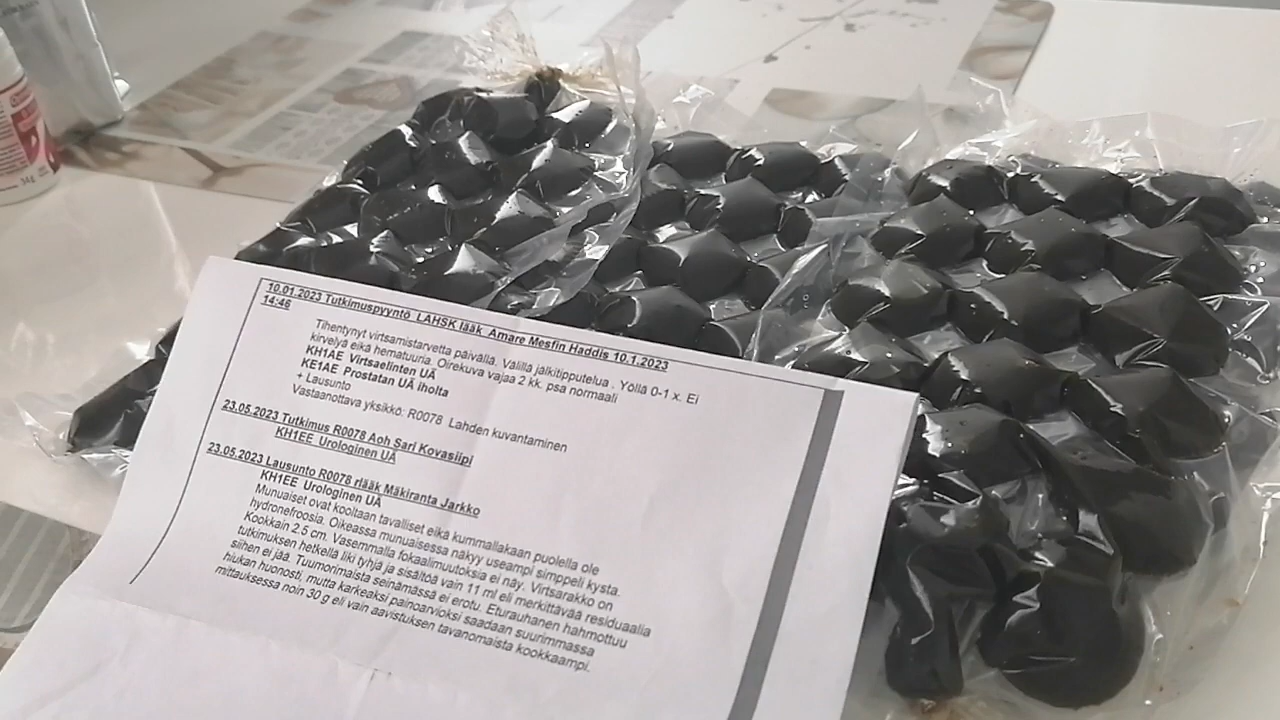 10.01.2023 Tutkimuspyyntö LAHSK lääk Amare Mesfin Haddis 10.1.2023
14:46
Tihentynyt virtsamistarvetta päivällä. Välillä jälkitipputelua . Yöllä 0-1 x. Ei
kirvelyä eikä hematuuria. Oirekuva vajaa 2 kk. psa normaali
KH1AE Virtsaelinten UÄ
KE1AE Prostatan UÄ iholta
+ Lausunto
Vastaanottava yksikkö: R0078 Lahden kuvantaminen
23.05.2023 Tutkimus R0078 Aoh Sari Kovasiipi
KH1EE Urologinen UÄ
23.05.2023 Lausunto R0078 rlääk Mäkiranta Jarkko
KH1EE Urologinen UÄ
Munuaiset ovat kooltaan tavalliset eikä kummallakaan puolella ole
hydronefroosia. Oikeassa munuaisessa näkyy useampi simppeli kysta.
Kookkain 2.5 cm. Vasemmalla fokaalimuutoksia ei näy. Virtsarakko on
tutkimuksen hetkellä liki tyhjä ja sisältöä vain 11 ml eli merkittävää residuaalia
siihen ei jää. Tuumorimaista seinämässä ei erotu. Eturauhanen hahmottuu
hiukan huonosti, mutta karkeaksi painoarvioksi saadaan suurimmassa
mittauksessa noin 30 g eli vain aavistuksen tavanomaista kookkaampi.